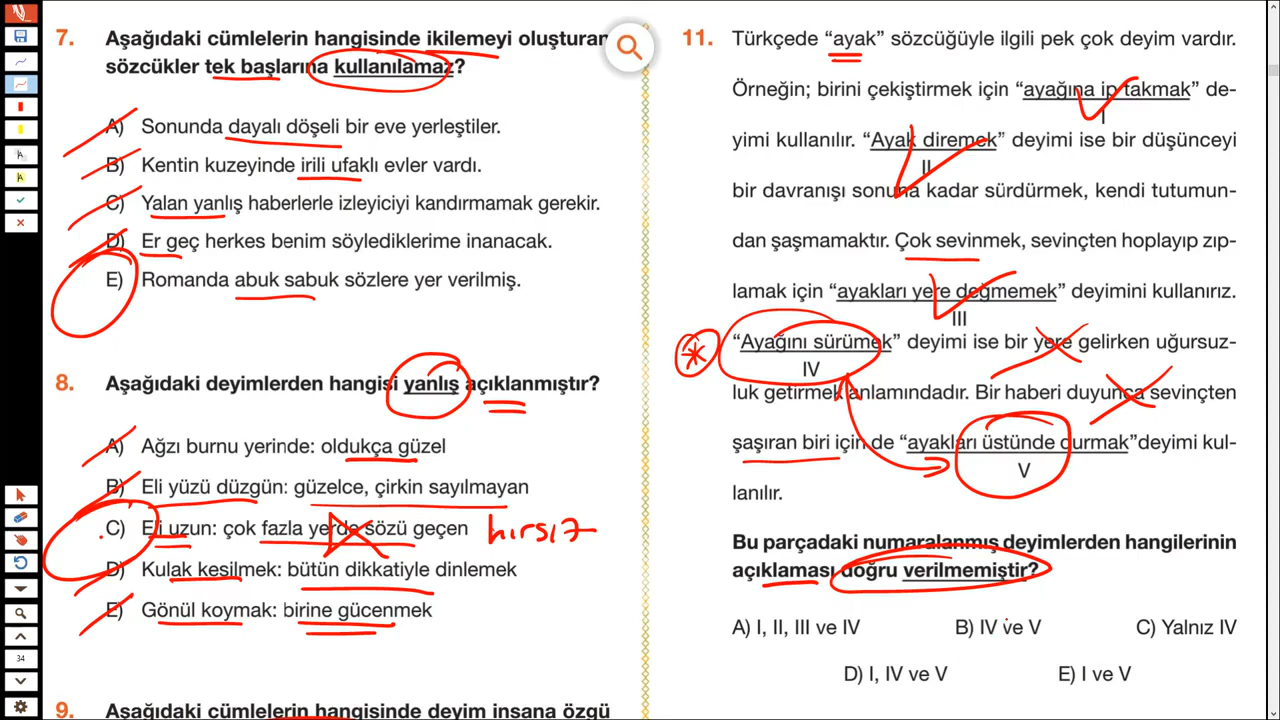 7. Aşağıdaki cümlelerin hangisinde ikilemeyi oluşturan
sözcükler tek başlarına kullanılamaz?
A) Sonunda dayalı döşeli bir eve yerleştiler.
B) Kentin kuzeyinde irili ufaklı evler vardı.
C) Yalan yanlış haberlerle izleyiciyi kandırmamak gerekir.
D) Er geç herkes benim söylediklerime inanacak.
E) Romanda abuk sabuk sözlere yer verilmiş.
8. Aşağıdaki deyimlerden hangisi yanlış açıklanmıştır?
A) Ağzı burnu yerinde: oldukça güzel
B) Eli yüzü düzgün: güzelce, çirkin sayılmayan
C) Eli uzun: çok fazla yerde sözü geçen hırsız
D) Kulak kesilmek: bütün dikkatiyle dinlemek
E) Gönül koymak: birine gücenmek
9. Aşağıdaki cümlelerin hangisinde deyim insana özgü
11. Türkçede “ayak” sözcüğüyle ilgili pek çok deyim vardır.
Örneğin; birini çekiştirmek için “ayağına ip takmak” de-
I
yimi kullanılır. “Ayak diremek” deyimi ise bir düşünceyi
II
bir davranışı sonuna kadar sürdürmek, kendi tutumun-
dan şaşmamaktır. Çok sevinmek, sevinçten hoplayıp zıp-
lamak için “ayakları yere değmemek” deyimini kullanırız.
III
“Ayağını sürümek” deyimi ise bir yere gelirken uğursuz-
IV
luk getirmek anlamındadır. Bir haberi duyunca sevinçten
şaşıran biri için de “ayakları üstünde durmak”deyimi kul-
V
lanılır.
Bu parçadaki numaralanmış deyimlerden hangilerinin
açıklaması doğru verilmemiştir?
A) I, II, III ve IV B) IV ve V C) Yalnız IV
D) I, IV ve V E) I ve V
34